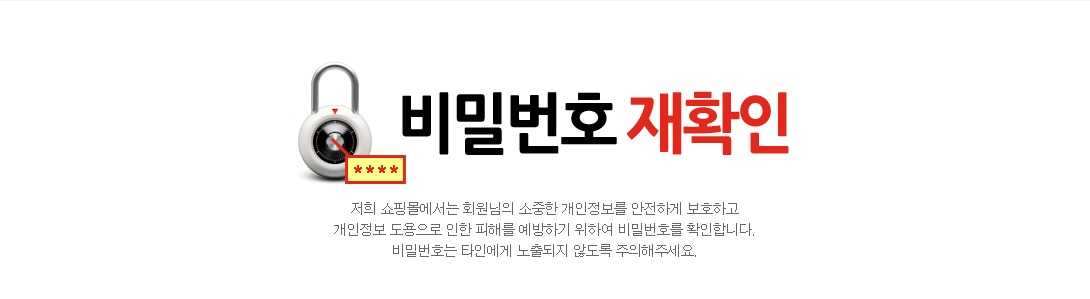 비밀번호 재확인
****
저희 쇼핑몰에서는 회원님의 소중한 개인정보를 안전하게 보호하고
개인정보 도용으로 인한 피해를 예방하기 위하여 비밀번호를 확인합니다.
비밀번호는 타인에게 노출되지 않도록 주의해주세요.